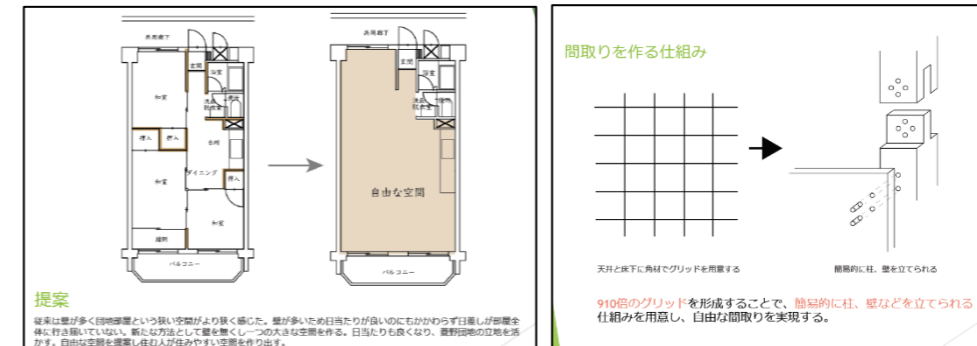 共用廊下
玄関
浴室
和室
洗面
脱衣室
便所
押入
押入
台所
和室
ダイニング
押入
和室
縁側
バルコニー
共用廊下
玄関
浴室
洗面
脱衣室
便所
自由な空間
バルコニー
提案
従来は壁が多く団地部屋という狭い空間がより狭く感じた。壁が多いため日当たりが良いのにもかかわらず日差しが部屋全
体に行き届いていない。新たな方法として壁を無くし一つの大きな空間を作る。日当たりも良くなり、菱野団地の立地を活
かす。自由な空間を提案し住む人が住みやすい空間を作り出す。
間取りを作る仕組み
天井と床下に角材でグリッドを用意する
簡易的に柱、壁を立てられる
910倍のグリッドを形成することで、簡易的に柱、壁などを立てられる
仕組みを用意し、自由な間取りを実現する。